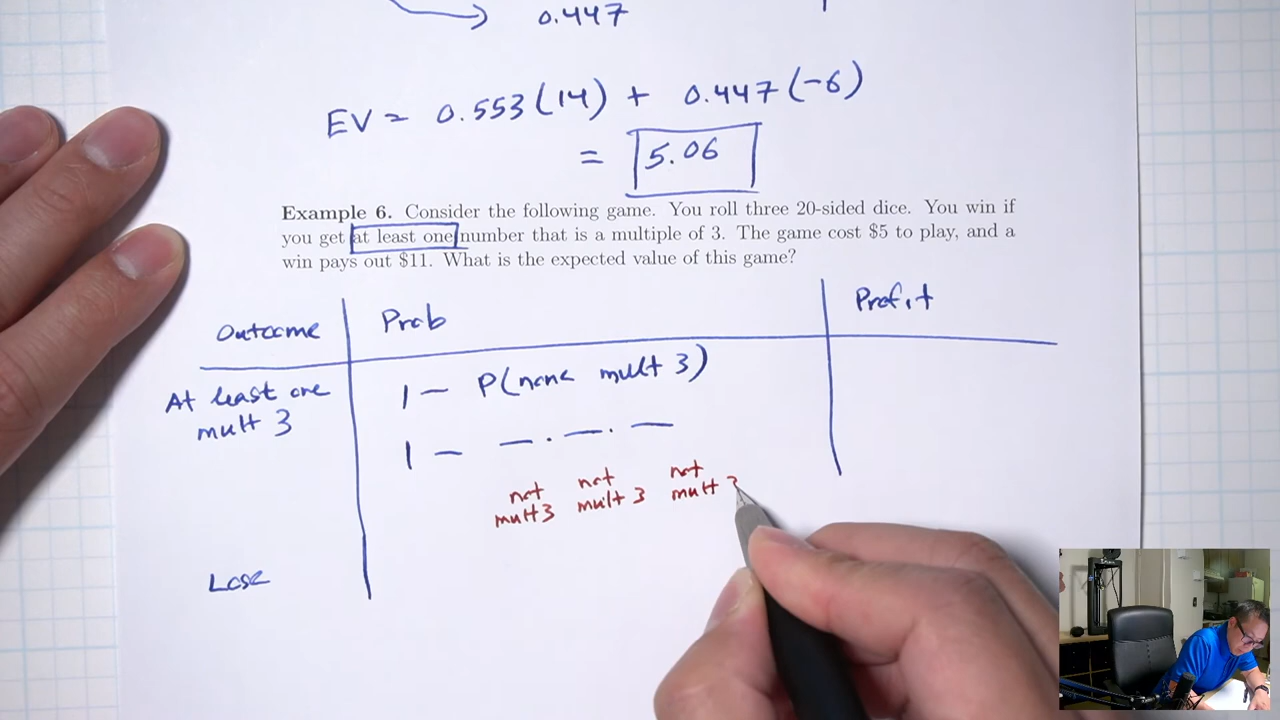 0.447
EV = 0.553(14) + 0.447(-6)
= 5.06
Example 6. Consider the following game. You roll three 20-sided dice. You win if
you get at least one number that is a multiple of 3. The game cost $5 to play, and a
win pays out $11. What is the expected value of this game?
Outcome Prob Profit
At least one 1 - P(none mult 3)
mult 3
1 - _ . _ . _
not not not
mult 3 mult 3 mult 3
Lose